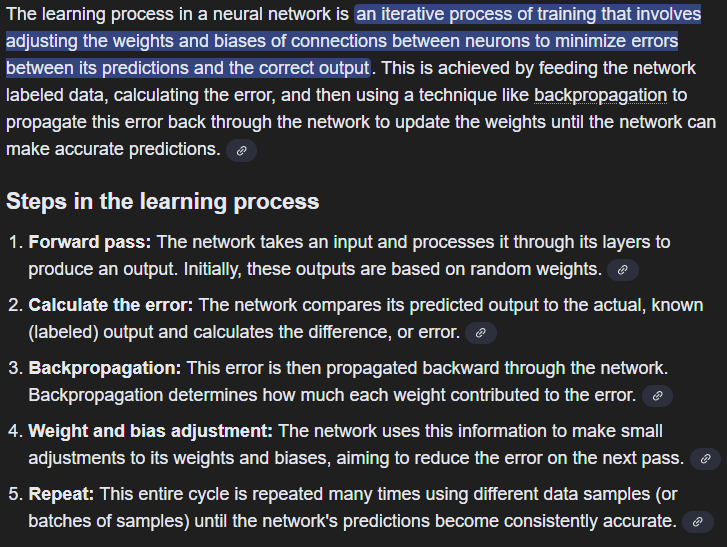 The learning process in a neural network is an iterative process of training that involves
adjusting the weights and biases of connections between neurons to minimize errors
between its predictions and the correct output. This is achieved by feeding the network
labeled data, calculating the error, and then using a technique like backpropagation to
propagate this error back through the network to update the weights until the network can
make accurate predictions.
Steps in the learning process
1. Forward pass: The network takes an input and processes it through its layers to
produce an output. Initially, these outputs are based on random weights.
2. Calculate the error: The network compares its predicted output to the actual, known
(labeled) output and calculates the difference, or error.
3. Backpropagation: This error is then propagated backward through the network.
Backpropagation determines how much each weight contributed to the error.
4. Weight and bias adjustment: The network uses this information to make small
adjustments to its weights and biases, aiming to reduce the error on the next pass.
5. Repeat: This entire cycle is repeated many times using different data samples (or
batches of samples) until the network's predictions become consistently accurate.